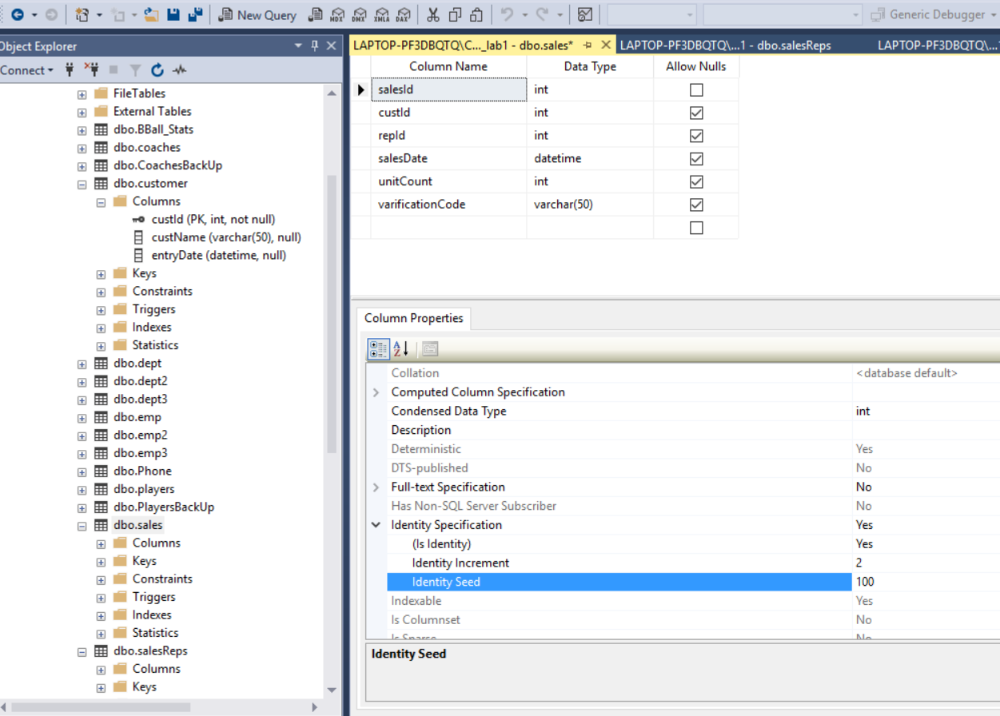 New Query
Generic Debugger
Object Explorer
Connect
FileTables
External Tables
dbo.BBall_Stats
dbo.coaches
dbo.CoachesBackUp
dbo.customer
Columns
custId (PK, int, not null)
custName (varchar(50), null)
entryDate (datetime, null)
Keys
Constraints
Triggers
Indexes
Statistics
dbo.dept
dbo.dept2
dbo.dept3
dbo.emp
dbo.emp2
dbo.emp3
dbo.Phone
dbo.players
dbo.PlayersBackUp
dbo.sales
Columns
Keys
Constraints
Triggers
Indexes
Statistics
dbo.salesReps
Columns
Keys
LAPTOP-PF3DBQTQ\C..._lab1 - dbo.sales*
LAPTOP-PF3DBQTQ\...1 - dbo.salesReps
LAPTOP-PF3DBQTQ\...
Column Name Data Type Allow Nulls
salesId int
custId int
repId int
salesDate datetime
unitCount int
varificationCode varchar(50)
Column Properties
Collation <database default>
Computed Column Specification
Condensed Data Type int
Description
Deterministic Yes
DTS-published No
Full-text Specification No
Has Non-SQL Server Subscriber No
Identity Specification Yes
(Is Identity) Yes
Identity Increment 2
Identity Seed 100
Indexable Yes
Is Columnset No
Is Sparse No
Identity Seed